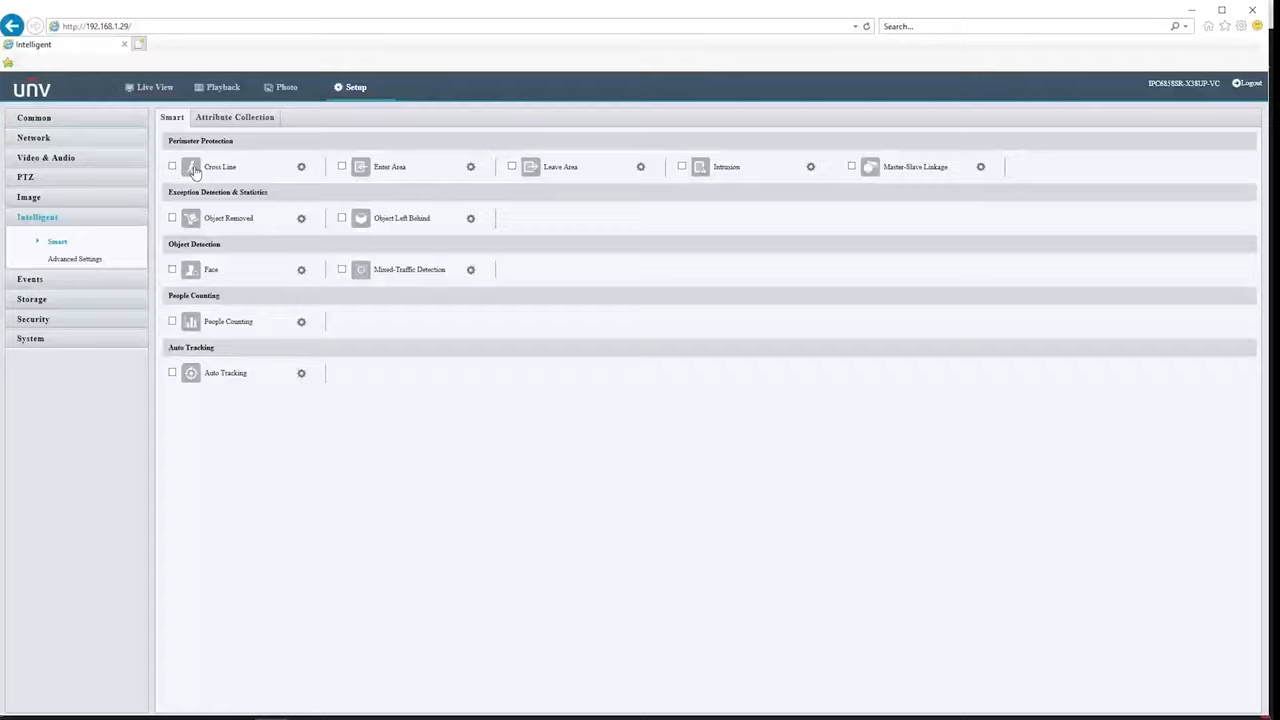 http://192.168.1.29/
Search...
Intelligent
unv
Live View
Playback
Photo
Setup
IPC6858SR-X38UP-VC
Logout
Common
Network
Video & Audio
PTZ
Image
Intelligent
Smart
Advanced Settings
Events
Storage
Security
System
Smart
Attribute Collection
Perimeter Protection
Cross Line
Enter Area
Leave Area
Intrusion
Master-Slave Linkage
Exception Detection & Statistics
Object Removed
Object Left Behind
Object Detection
Face
Mixed-Traffic Detection
People Counting
People Counting
Auto Tracking
Auto Tracking